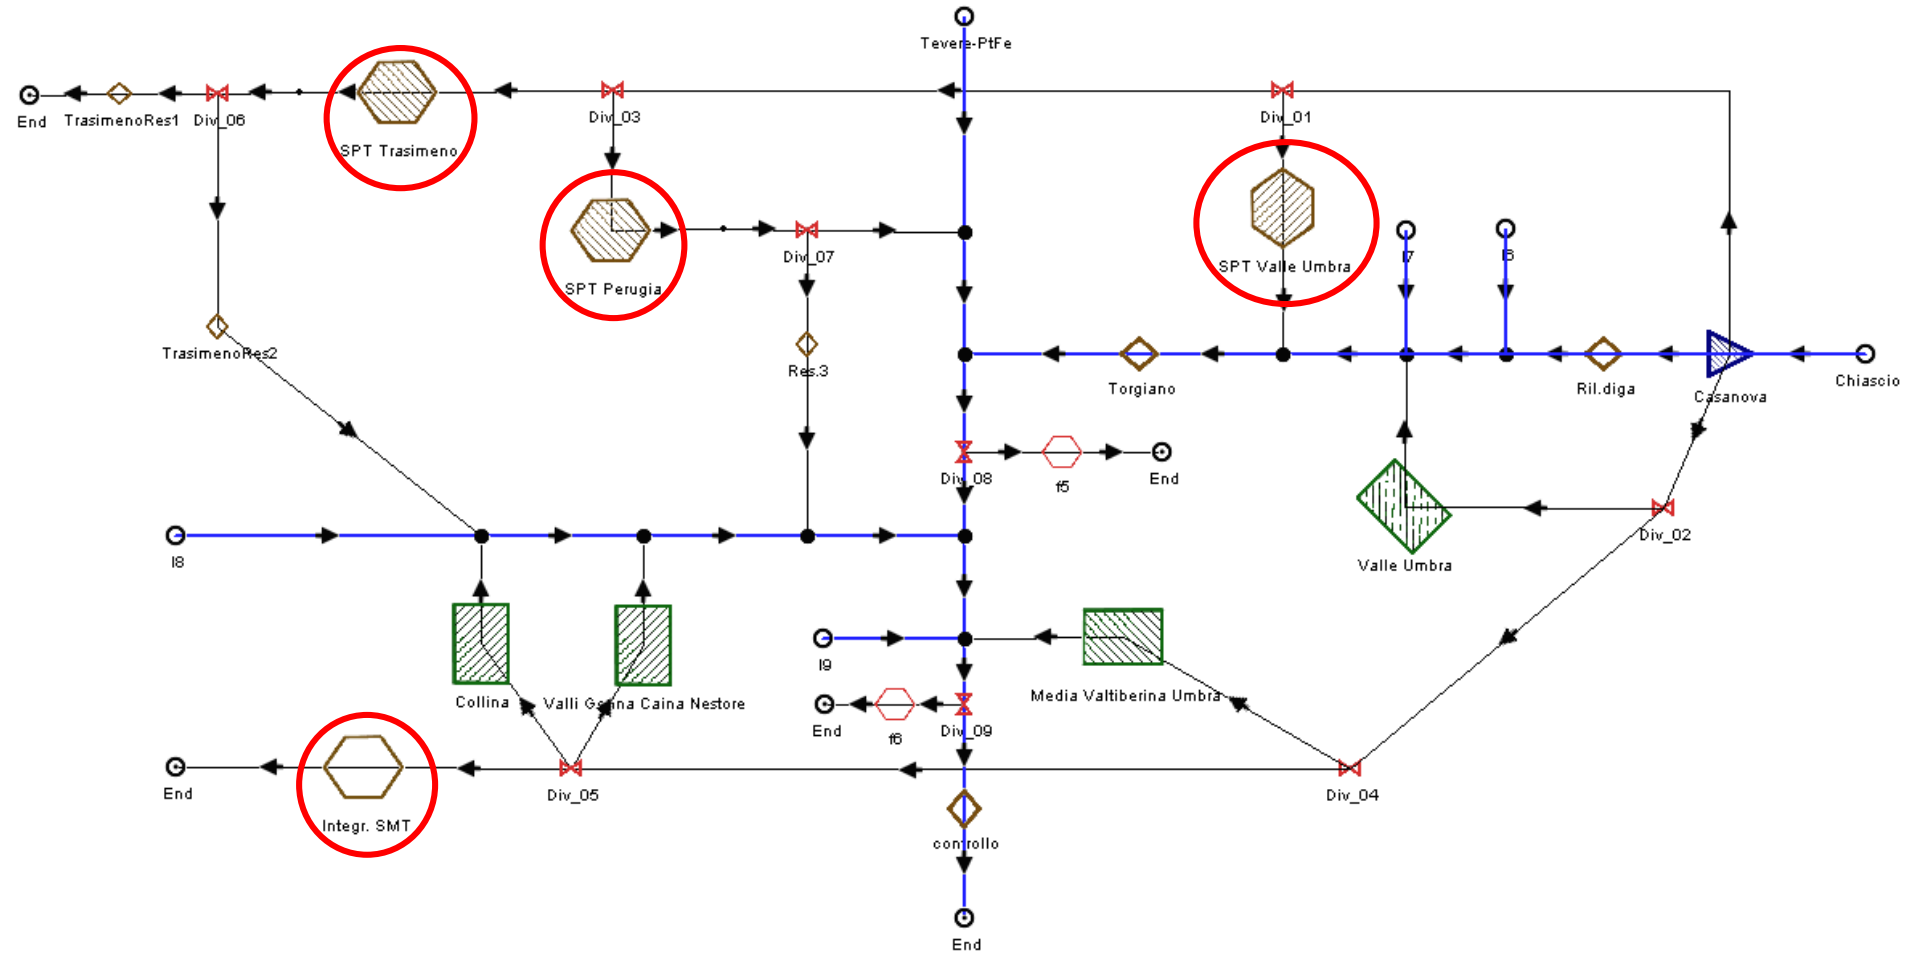 Tevere-PtFe
End
TrasimenoRes1
Div_06
Div_03
Div_01
SPT Trasimeno
SPT Perugia
Div_07
SPT Valle Umbra
I7
TrasimenoRes2
Res.3
Torgiano
Ril.diga
Casanova
Chiascio
Div_08
f5
End
I8
Valle Umbra
Div_02
I9
Collina
Media Valtiberina Umbra
End
f6
Div_09
End
Integr. SMT
Div_05
Div_04
controllo
End